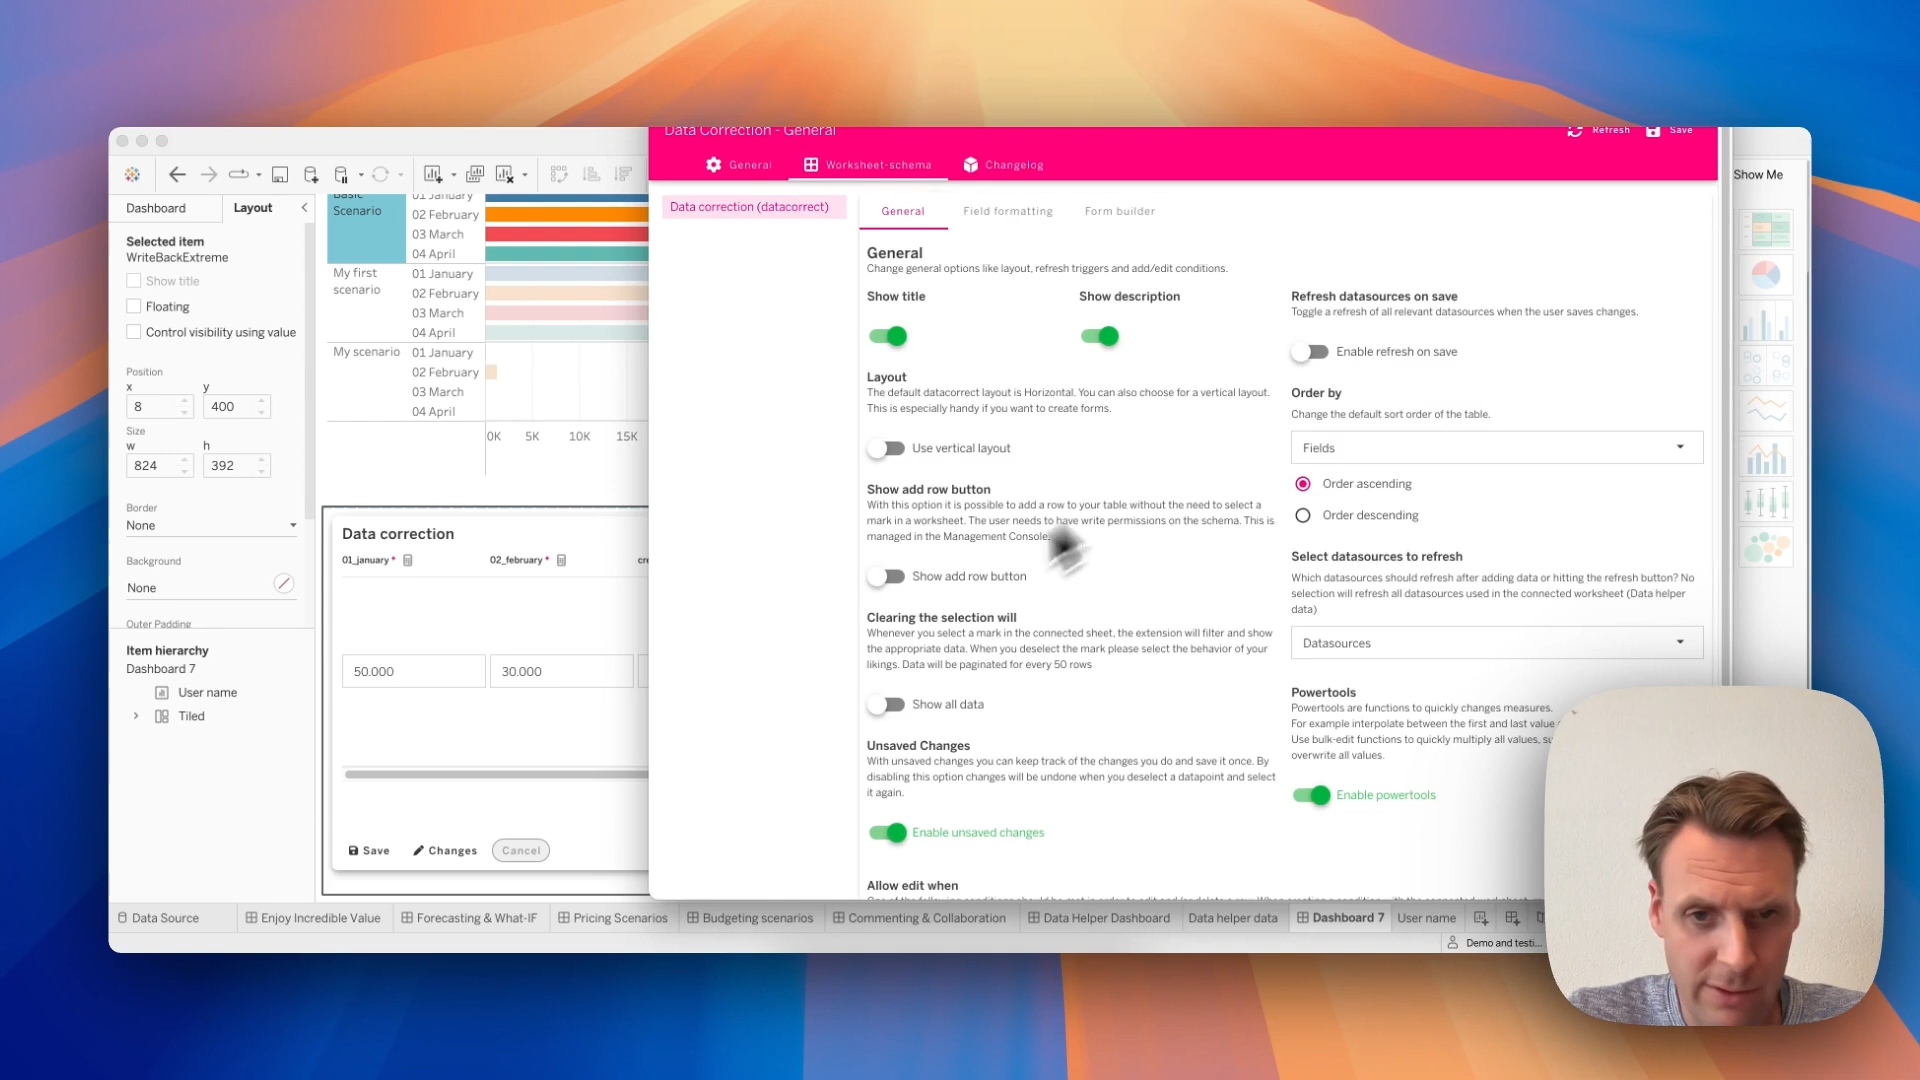 Data Correction - General
Refresh
Save
General
Worksheet-schema
Changelog
Show Me
Dashboard
Layout
Selected item
WriteBackExtreme
Show title
Floating
Control visibility using value
Position
x
y
8
400
Size
w
h
824
392
Border
None
Background
None
Outer Padding
Item hierarchy
Dashboard 7
User name
Tiled
Basic
Scenario
01 January
02 February
03 March
04 April
My first
scenario
01 January
02 February
03 March
04 April
My scenario
01 January
02 February
03 March
04 April
0K
5K
10K
15K
Data correction
01_january *
02_february *
50.000
30.000
Save
Changes
Cancel
Data correction (datacorrect)
General
Field formatting
Form builder
General
Change general options like layout, refresh triggers and add/edit conditions.
Show title
Show description
Layout
The default datacorrect layout is Horizontal. You can also choose for a vertical layout.
This is especially handy if you want to create forms.
Use vertical layout
Show add row button
With this option it is possible to add a row to your table without the need to select a
mark in a worksheet. The user needs to have write permissions on the schema. This is
managed in the Management Console.
Show add row button
Clearing the selection will
Whenever you select a mark in the connected sheet, the extension will filter and show
the appropriate data. When you deselect the mark please select the behavior of your
likings. Data will be paginated for every 50 rows
Show all data
Unsaved Changes
With unsaved changes you can keep track of the changes you do and save it once. By
disabling this option changes will be undone when you deselect a datapoint and select
it again.
Enable unsaved changes
Allow edit when
Refresh datasources on save
Toggle a refresh of all relevant datasources when the user saves changes.
Enable refresh on save
Order by
Change the default sort order of the table.
Fields
Order ascending
Order descending
Select datasources to refresh
Which datasources should refresh after adding data or hitting the refresh button? No
selection will refresh all datasources used in the connected worksheet (Data helper
data)
Datasources
Powertools
Powertools are functions to quickly changes measures.
For example interpolate between the first and last value
Use bulk-edit functions to quickly multiply all values,
overwrite all values.
Enable powertools
Data Source
Enjoy Incredible Value
Forecasting & What-IF
Pricing Scenarios
Budgeting scenarios
Commenting & Collaboration
Data Helper Dashboard
Data helper data
Dashboard 7
User name
Demo and testi...